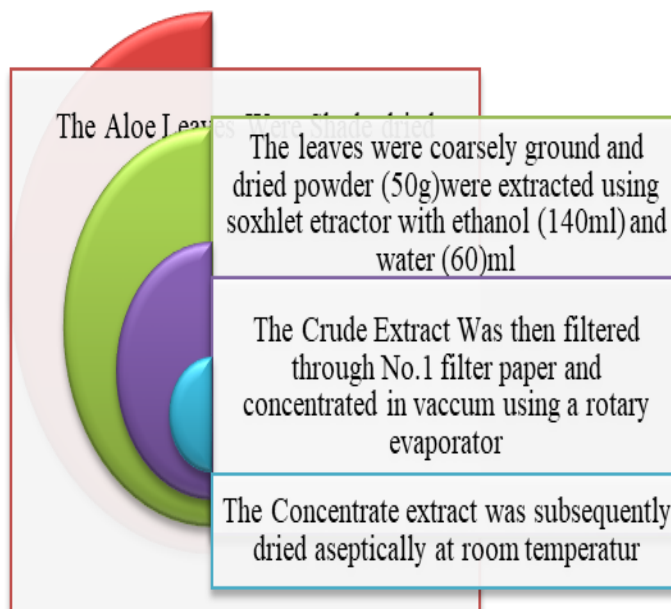 The Aloe Leaves Were Shade dried
The leaves were coarsely ground and
dried powder (50g)were extracted using
soxhlet etractor with ethanol (140ml) and
water (60)ml
The Crude Extract Was then filtered
through No.1 filter paper and
concentrated in vaccum using a rotary
evaporator
The Concentrate extract was subsequently
dried aseptically at room temperatur